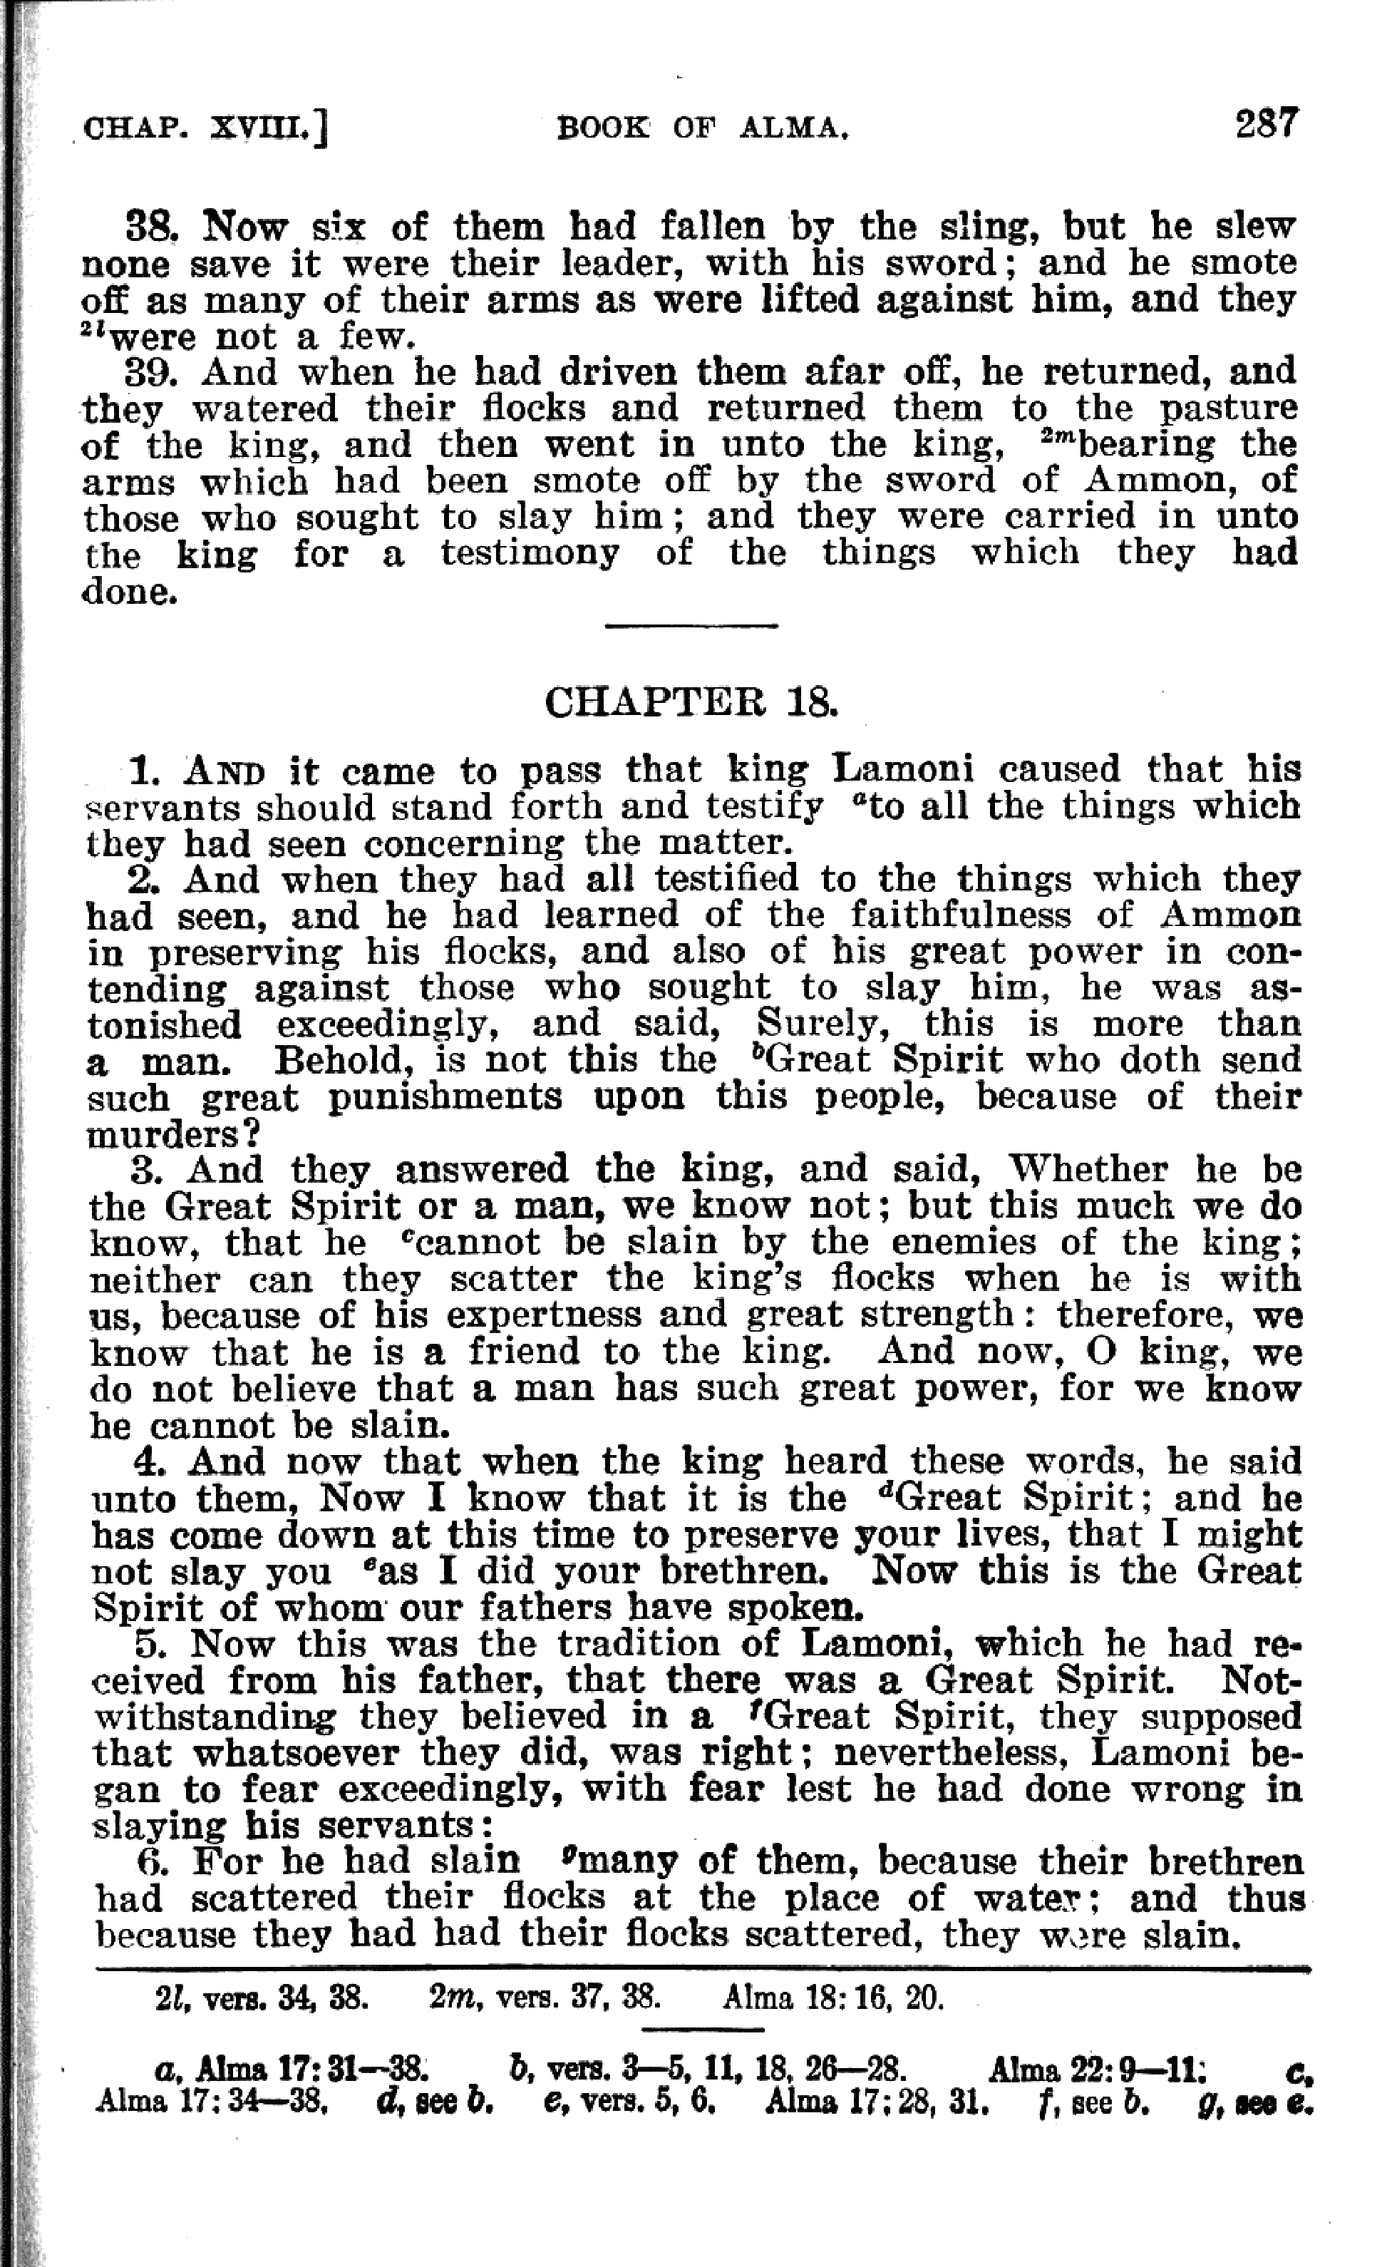 CHAP. XVIII.] BOOK OF ALMA. 287
38. Now six of them had fallen by the sling, but he slew
none save it were their leader, with his sword; and he smote
off as many of their arms as were lifted against him, and they
²ˡwere not a few.
39. And when he had driven them afar off, he returned, and
they watered their flocks and returned them to the pasture
of the king, and then went in unto the king, ²ᵐbearing the
arms which had been smote off by the sword of Ammon, of
those who sought to slay him; and they were carried in unto
the king for a testimony of the things which they had
done.
CHAPTER 18.
1. AND it came to pass that king Lamoni caused that his
servants should stand forth and testify ᵃto all the things which
they had seen concerning the matter.
2. And when they had all testified to the things which they
had seen, and he had learned of the faithfulness of Ammon
in preserving his flocks, and also of his great power in con-
tending against those who sought to slay him, he was as-
tonished exceedingly, and said, Surely, this is more than
a man. Behold, is not this the ᵇGreat Spirit who doth send
such great punishments upon this people, because of their
murders?
3. And they answered the king, and said, Whether he be
the Great Spirit or a man, we know not; but this much we do
know, that he ᶜcannot be slain by the enemies of the king;
neither can they scatter the king's flocks when he is with
us, because of his expertness and great strength: therefore, we
know that he is a friend to the king. And now, O king, we
do not believe that a man has such great power, for we know
he cannot be slain.
4. And now that when the king heard these words, he said
unto them, Now I know that it is the ᵈGreat Spirit; and he
has come down at this time to preserve your lives, that I might
not slay you ᵉas I did your brethren. Now this is the Great
Spirit of whom our fathers have spoken.
5. Now this was the tradition of Lamoni, which he had re-
ceived from his father, that there was a Great Spirit. Not-
withstanding they believed in a ᶠGreat Spirit, they supposed
that whatsoever they did, was right; nevertheless, Lamoni be-
gan to fear exceedingly, with fear lest he had done wrong in
slaying his servants:
6. For he had slain ᵍmany of them, because their brethren
had scattered their flocks at the place of water; and thus
because they had had their flocks scattered, they were slain.
2l, vers. 34, 38. 2m, vers. 37, 38. Alma 18: 16, 20.
a, Alma 17: 31—38. b, vers. 3—5, 11, 18, 26—28. Alma 22: 9—11. c,
Alma 17: 34—38. d, see b. e, vers. 5, 6. Alma 17: 28, 31. f, see b. g, see e.